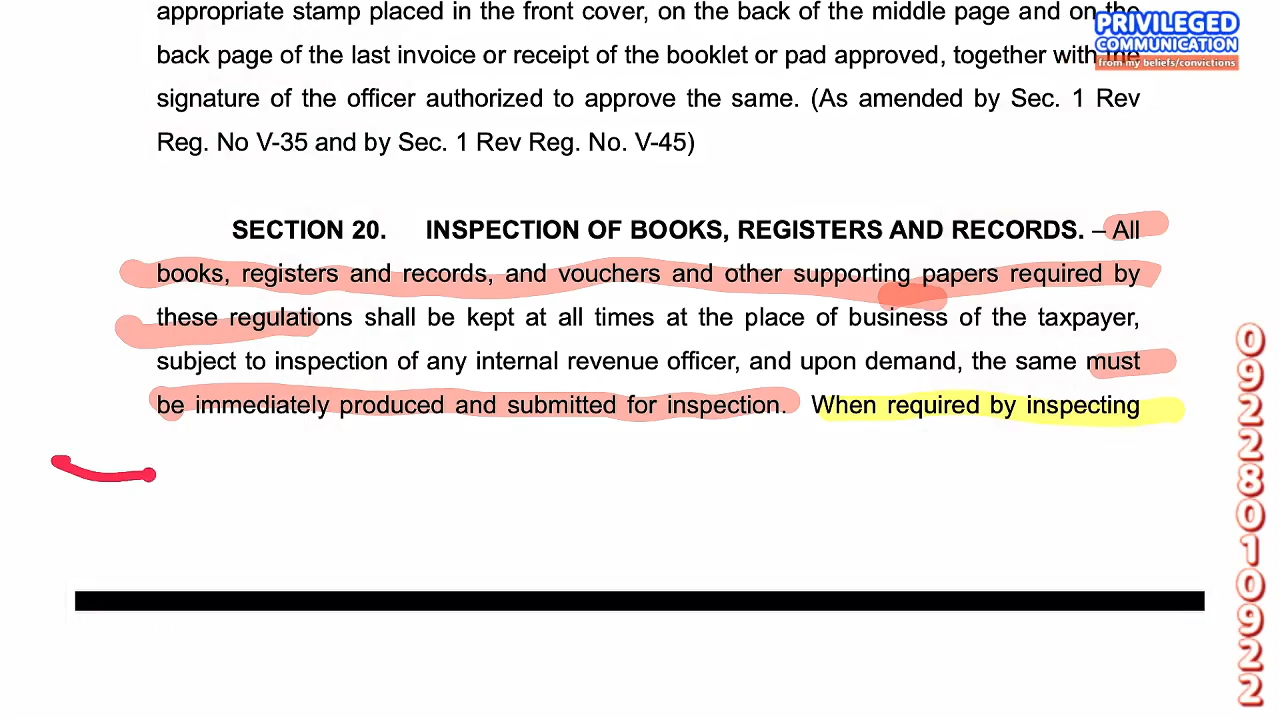 appropriate stamp placed in the front cover, on the back of the middle page and on the
back page of the last invoice or receipt of the booklet or pad approved, together with the
signature of the officer authorized to approve the same. (As amended by Sec. 1 Rev
Reg. No V-35 and by Sec. 1 Rev Reg. No. V-45)
SECTION 20. INSPECTION OF BOOKS, REGISTERS AND RECORDS. – All
books, registers and records, and vouchers and other supporting papers required by
these regulations shall be kept at all times at the place of business of the taxpayer,
subject to inspection of any internal revenue officer, and upon demand, the same must
be immediately produced and submitted for inspection. When required by inspecting
PRIVILEGED
COMMUNICATION
from my beliefs/convictions
09228010922